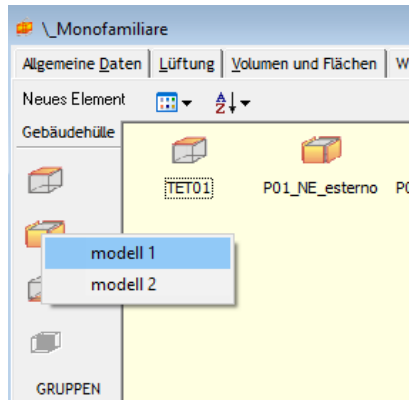 \_Monofamiliare
Allgemeine Daten Lüftung Volumen und Flächen W
Neues Element
Gebäudehülle
TET01 P01_NE_esterno P0
modell 1
modell 2
GRUPPEN